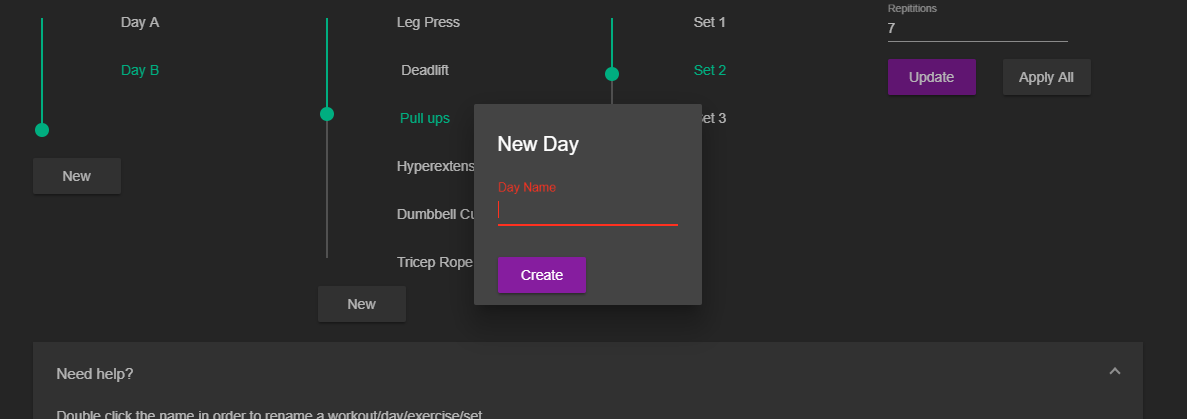 Day A
Day B
New
Leg Press
Deadlift
Pull ups
Hyperextens
Dumbbell Cu
Tricep Rope
New
Set 1
Set 2
et 3
Repititions
7
Update Apply All
New Day
Day Name
Create
Need help?
Double click the name in order to rename a workout/day/exercise/set